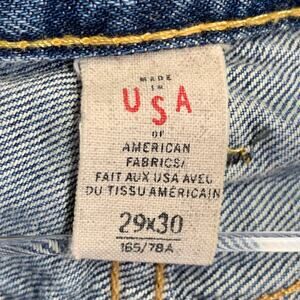 MADE
IN
USA
OF
AMERICAN
FABRICS/
FAIT AUX USA AVEC
DU TISSU AMÉRICAIN
29x30
165/78A